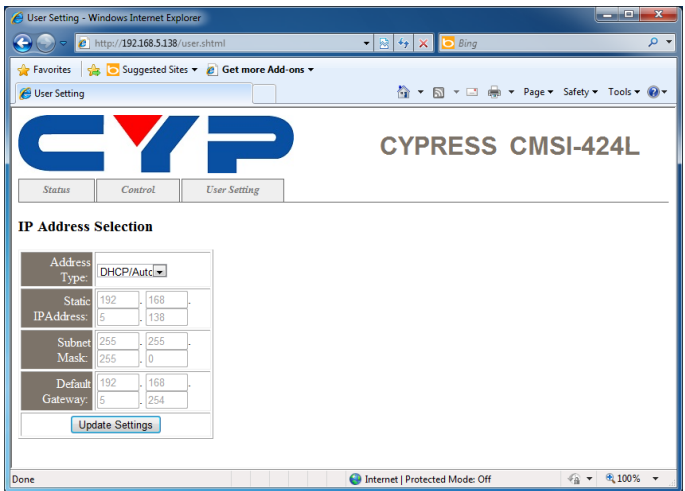 User Setting - Windows Internet Explorer
http://192.168.5.138/user.shtml
Bing
Favorites Suggested Sites Get more Add-ons
User Setting Page Safety Tools
CYP CYPRESS CMSI-424L
Status Control User Setting
IP Address Selection
Address
Type: DHCP/Autc
Static 192 . 168 .
IPAddress: 5 . 138
Subnet 255 . 255 .
Mask: 255 . 0
Default 192 . 168 .
Gateway: 5 . 254
Update Settings
Done Internet | Protected Mode: Off 100%